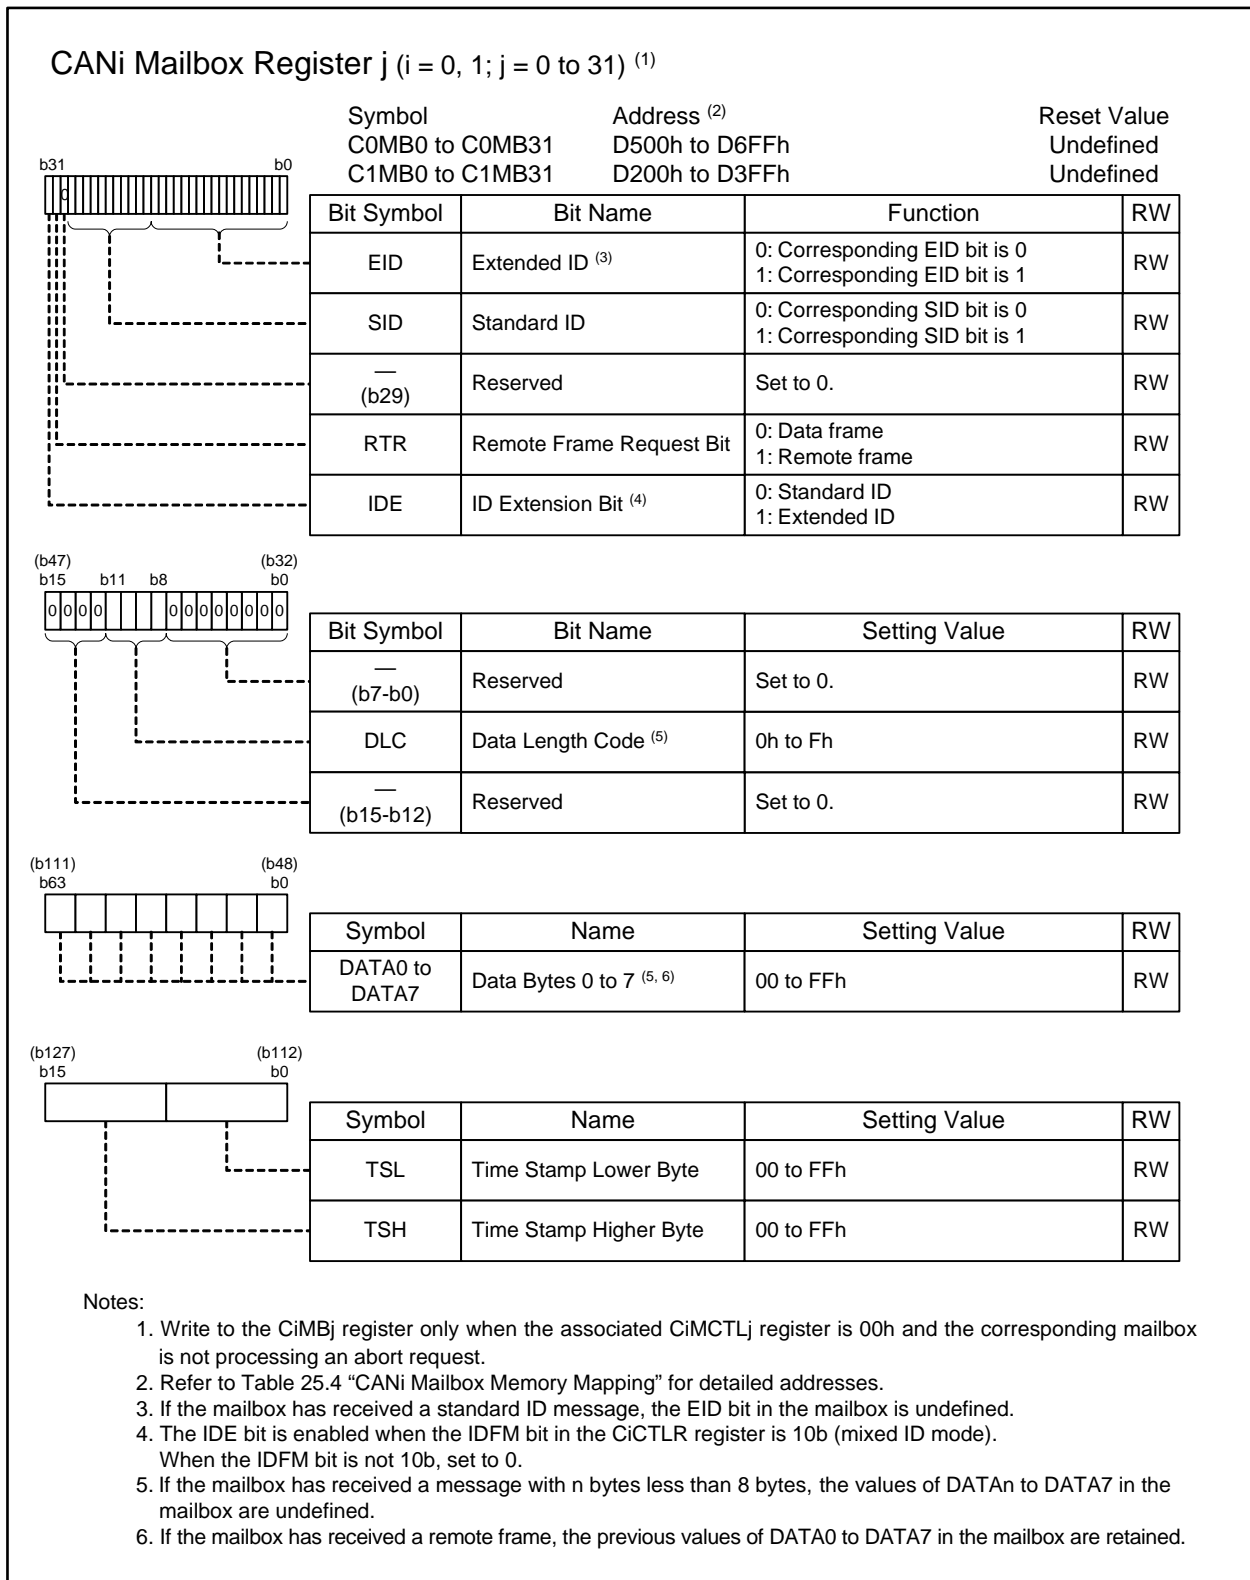 CANi Mailbox Register j (i = 0, 1; j = 0 to 31) (1)
Symbol Address (2) Reset Value
C0MB0 to C0MB31 D500h to D6FFh Undefined
C1MB0 to C1MB31 D200h to D3FFh Undefined
b31 b0
0
Bit Symbol Bit Name Function RW
EID Extended ID (3) 0: Corresponding EID bit is 0
1: Corresponding EID bit is 1 RW
SID Standard ID 0: Corresponding SID bit is 0
1: Corresponding SID bit is 1 RW
—
(b29) Reserved Set to 0. RW
RTR Remote Frame Request Bit 0: Data frame
1: Remote frame RW
IDE ID Extension Bit (4) 0: Standard ID
1: Extended ID RW
(b47) (b32)
b15 b11 b8 b0
0 0 0 0 0 0 0 0 0 0 0 0
Bit Symbol Bit Name Setting Value RW
—
(b7-b0) Reserved Set to 0. RW
DLC Data Length Code (5) 0h to Fh RW
—
(b15-b12) Reserved Set to 0. RW
(b111) (b48)
b63 b0
Symbol Name Setting Value RW
DATA0 to
DATA7 Data Bytes 0 to 7 (5, 6) 00 to FFh RW
(b127) (b112)
b15 b0
Symbol Name Setting Value RW
TSL Time Stamp Lower Byte 00 to FFh RW
TSH Time Stamp Higher Byte 00 to FFh RW
Notes:
1. Write to the CiMBj register only when the associated CiMCTLj register is 00h and the corresponding mailbox
is not processing an abort request.
2. Refer to Table 25.4 “CANi Mailbox Memory Mapping” for detailed addresses.
3. If the mailbox has received a standard ID message, the EID bit in the mailbox is undefined.
4. The IDE bit is enabled when the IDFM bit in the CiCTLR register is 10b (mixed ID mode).
When the IDFM bit is not 10b, set to 0.
5. If the mailbox has received a message with n bytes less than 8 bytes, the values of DATAn to DATA7 in the
mailbox are undefined.
6. If the mailbox has received a remote frame, the previous values of DATA0 to DATA7 in the mailbox are retained.